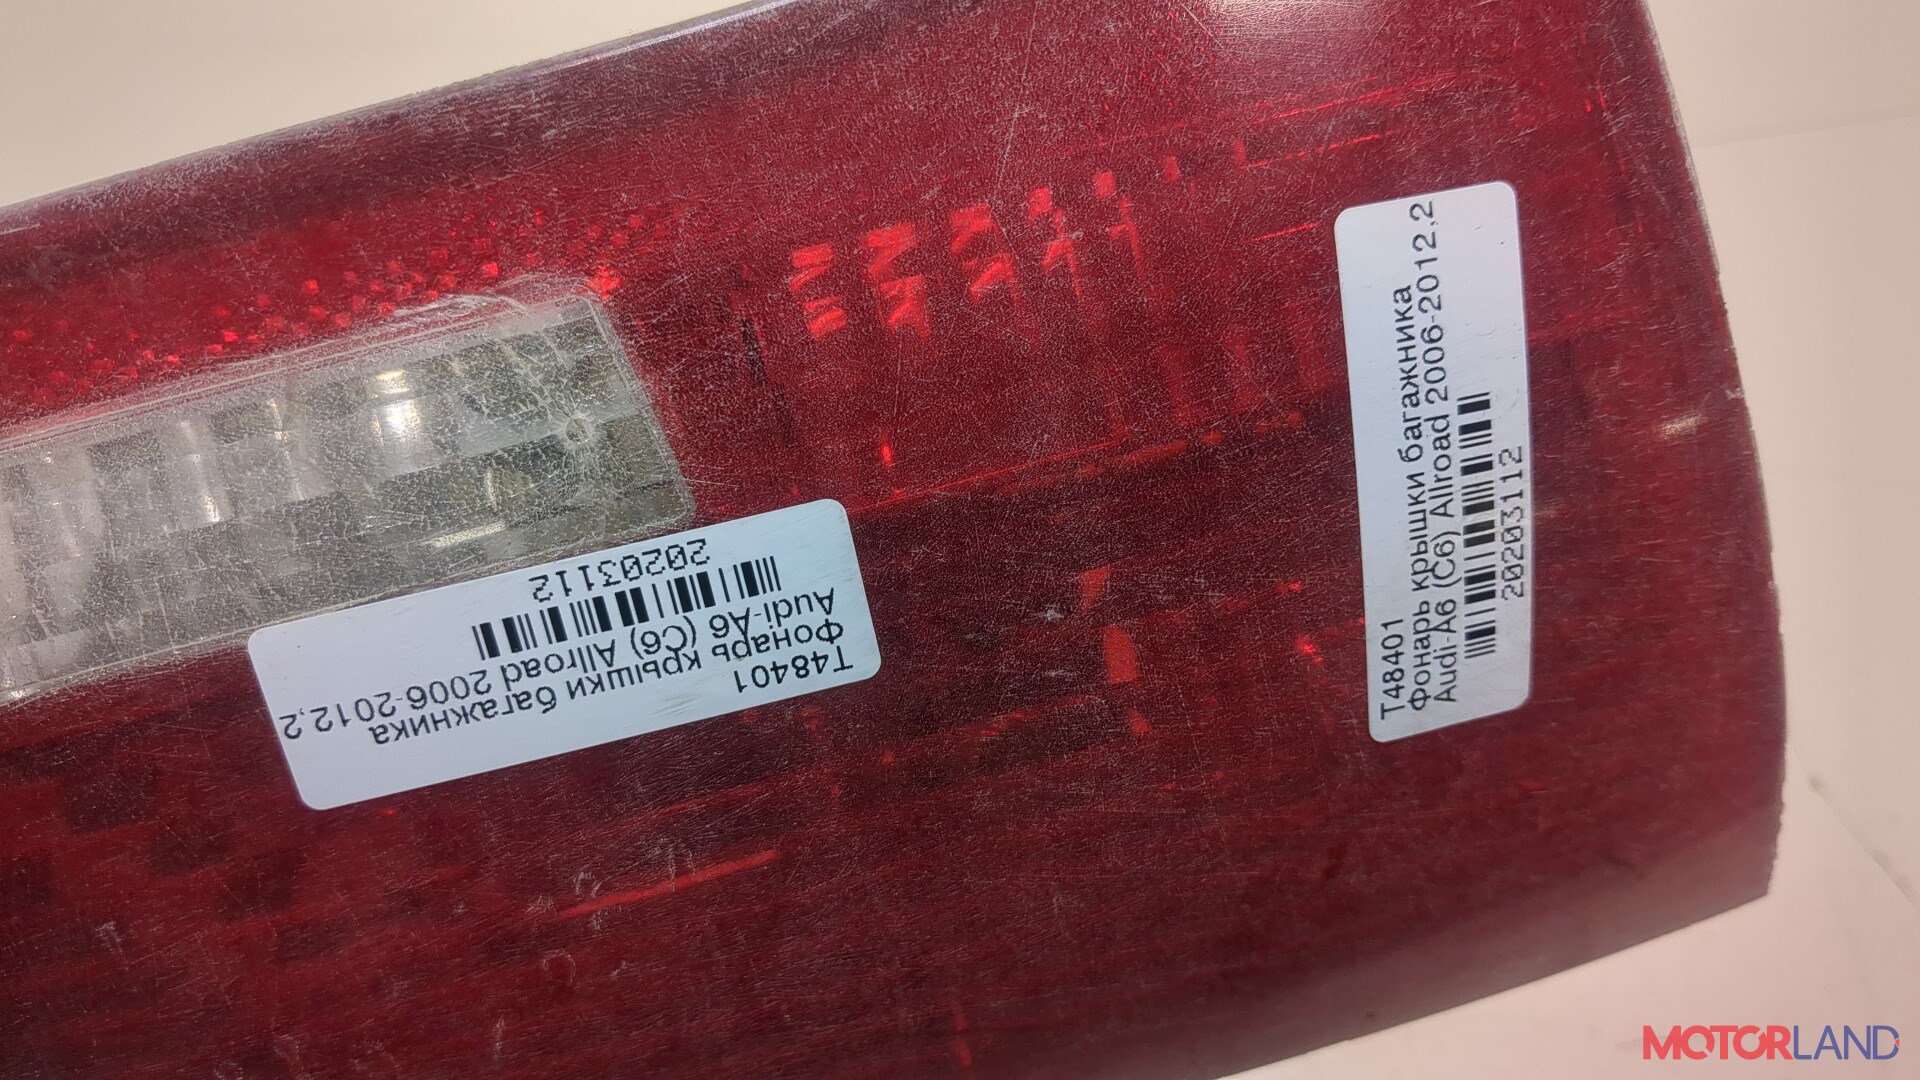 T48401
Фонарь крышки багажника
Audi-A6 (C6) Allroad 2006-2012,2
20203112
T48401
Фонарь крышки багажника
Audi-A6 (C6) Allroad 2006-2012,2
20203112
MOTORLAND